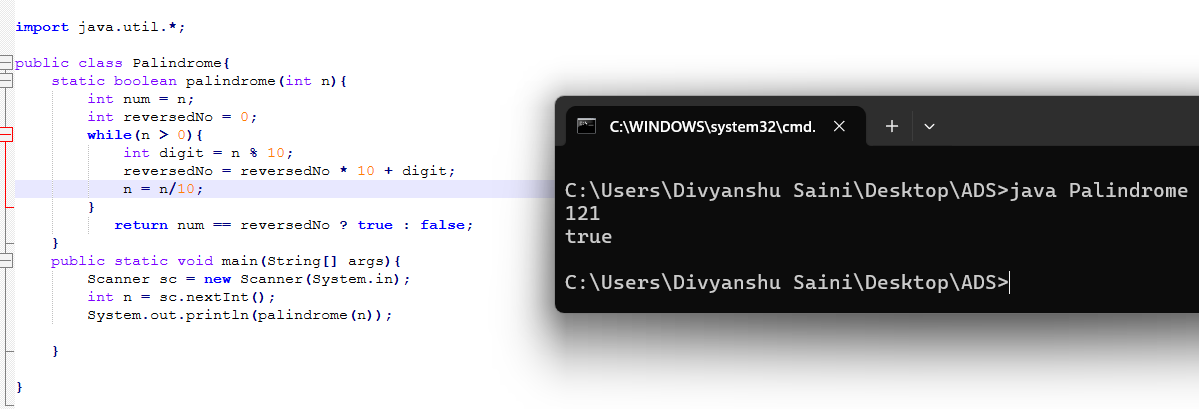 import java.util.*;
public class Palindrome{
static boolean palindrome(int n){
int num = n;
int reversedNo = 0;
while(n > 0){
int digit = n % 10;
reversedNo = reversedNo * 10 + digit;
n = n/10;
}
return num == reversedNo ? true : false;
}
public static void main(String[] args){
Scanner sc = new Scanner(System.in);
int n = sc.nextInt();
System.out.println(palindrome(n));
}
}
C:\WINDOWS\system32\cmd.
C:\Users\Divyanshu Saini\Desktop\ADS>java Palindrome
121
true
C:\Users\Divyanshu Saini\Desktop\ADS>